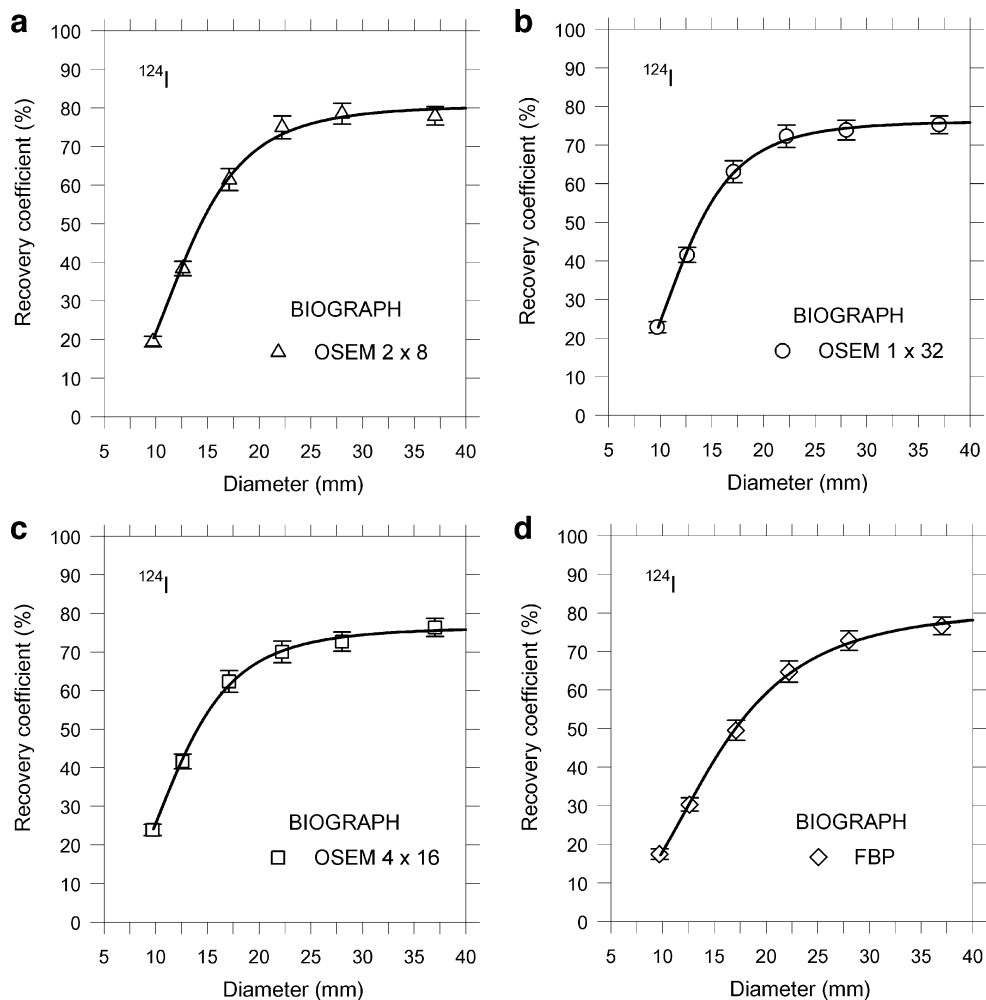 a
100
90
80
70
60
50
40
30
20
10
0
Recovery coefficient (%)
¹²⁴I
BIOGRAPH
OSEM 2 x 8
5 10 15 20 25 30 35 40
Diameter (mm)
b
100
90
80
70
60
50
40
30
20
10
0
Recovery coefficient (%)
¹²⁴I
BIOGRAPH
OSEM 1 x 32
5 10 15 20 25 30 35 40
Diameter (mm)
c
100
90
80
70
60
50
40
30
20
10
0
Recovery coefficient (%)
¹²⁴I
BIOGRAPH
OSEM 4 x 16
5 10 15 20 25 30 35 40
Diameter (mm)
d
100
90
80
70
60
50
40
30
20
10
0
Recovery coefficient (%)
¹²⁴I
BIOGRAPH
FBP
5 10 15 20 25 30 35 40
Diameter (mm)